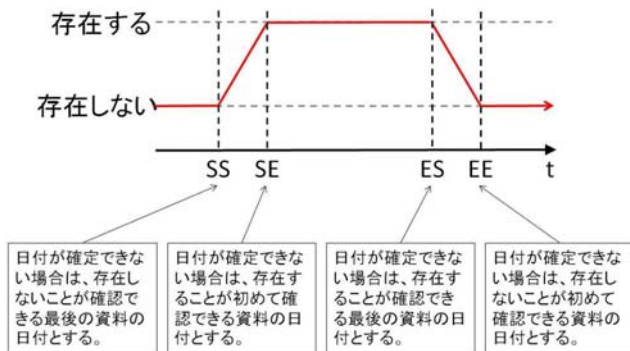 存在する
存在しない
SS SE ES EE t
日付が確定できな
い場合は、存在し
ないことが確認で
きる最後の資料の
日付とする。
日付が確定できな
い場合は、存在す
ることが初めて確
認できる資料の日
付とする。
日付が確定できな
い場合は、存在す
ることが確認でき
る最後の資料の日
付とする。
日付が確定できな
い場合は、存在し
ないことが初めて
確認できる資料の
日付とする。